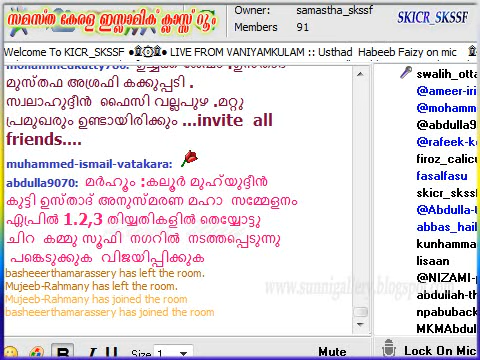 സമസ്ത കേരള ഇസ്ലാമിക് ക്ലാസ്സ് റൂം
Owner: samastha_skssf
Members 91
SKICR_SKSSF
Welcome To KICR_SKSSF LIVE FROM VANIYAMKULAM :: Usthad Habeeb Faizy on mic
മുസ്തഫ അശ്രഫി കക്കുപ്പടി .
സ്വലാഹുദ്ദീൻ ഫൈസി വല്ലപുഴ .മറ്റു
പ്രമുഖരും ഉണ്ടായിരിക്കും ...invite all
friends....
muhammed-ismail-vatakara:
abdulla9070: മർഹൂം :കലൂർ മുഹ്‌യുദ്ദീൻ
കുട്ടി ഉസ്താദ് അനുസ്മരണ മഹാ സമ്മേളനം
ഏപ്രിൽ 1.2,3 തിയ്യതികളിൽ തെയ്യോട്ടു
ചിറ കമ്മു സൂഫി നഗറിൽ നടത്തപ്പെടുന്നു
പങ്കെടുക്കുക വിജയിപ്പിക്കുക
basheerthamarassery has left the room.
Mujeeb-Rahmany has left the room.
Mujeeb-Rahmany has joined the room
basheerthamarassery has joined the room
www.sunnigallery.blogspot.com
swalih_otta
@ameer-iri
@mohamm
@abdulla9
@rafeek-k
firoz_calicu
fasalfasu
skicr_skss
@Abdulla-t
abbas_hail
kunhamma
lisaan
@NIZAMI-p
abdullah-th
npabuback
MKMAbdul
B I U Size 1
Mute
Lock On Mic